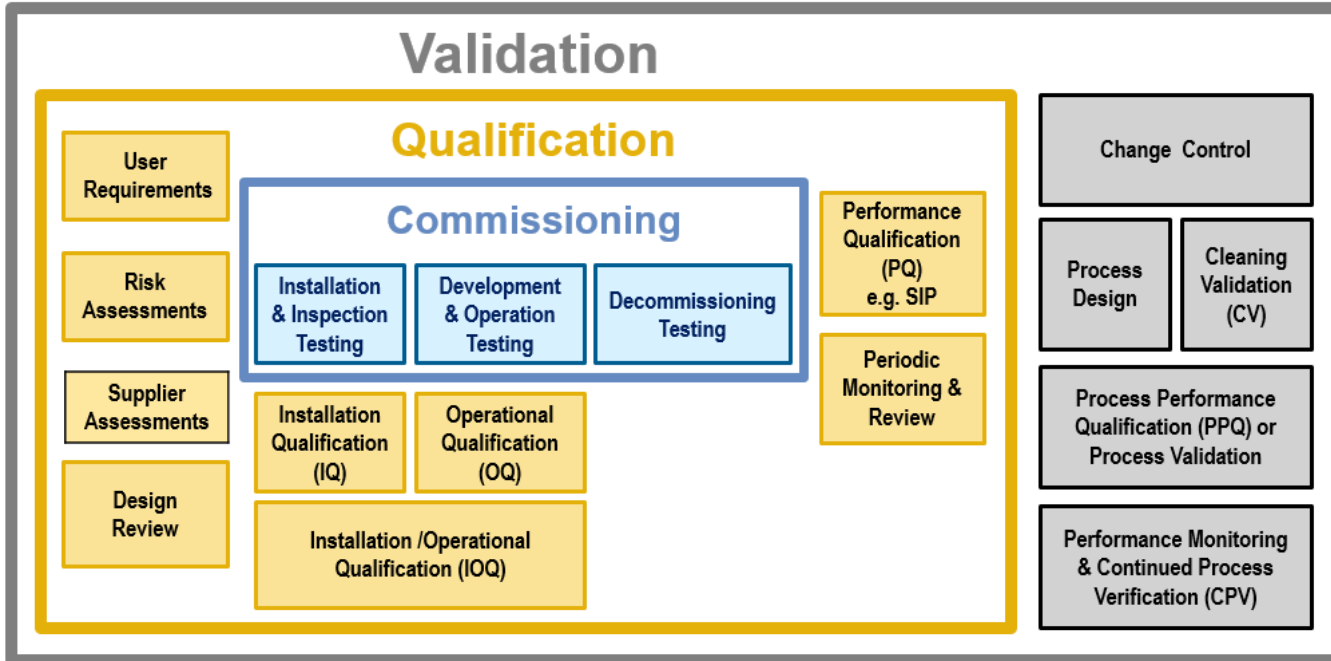 Validation
Qualification
User
Requirements
Risk
Assessments
Supplier
Assessments
Design
Review
Commissioning
Installation
& Inspection
Testing
Development
& Operation
Testing
Decommissioning
Testing
Installation
Qualification
(IQ)
Operational
Qualification
(OQ)
Installation /Operational
Qualification (IOQ)
Performance
Qualification
(PQ)
e.g. SIP
Periodic
Monitoring &
Review
Change Control
Process
Design
Cleaning
Validation
(CV)
Process Performance
Qualification (PPQ) or
Process Validation
Performance Monitoring
& Continued Process
Verification (CPV)